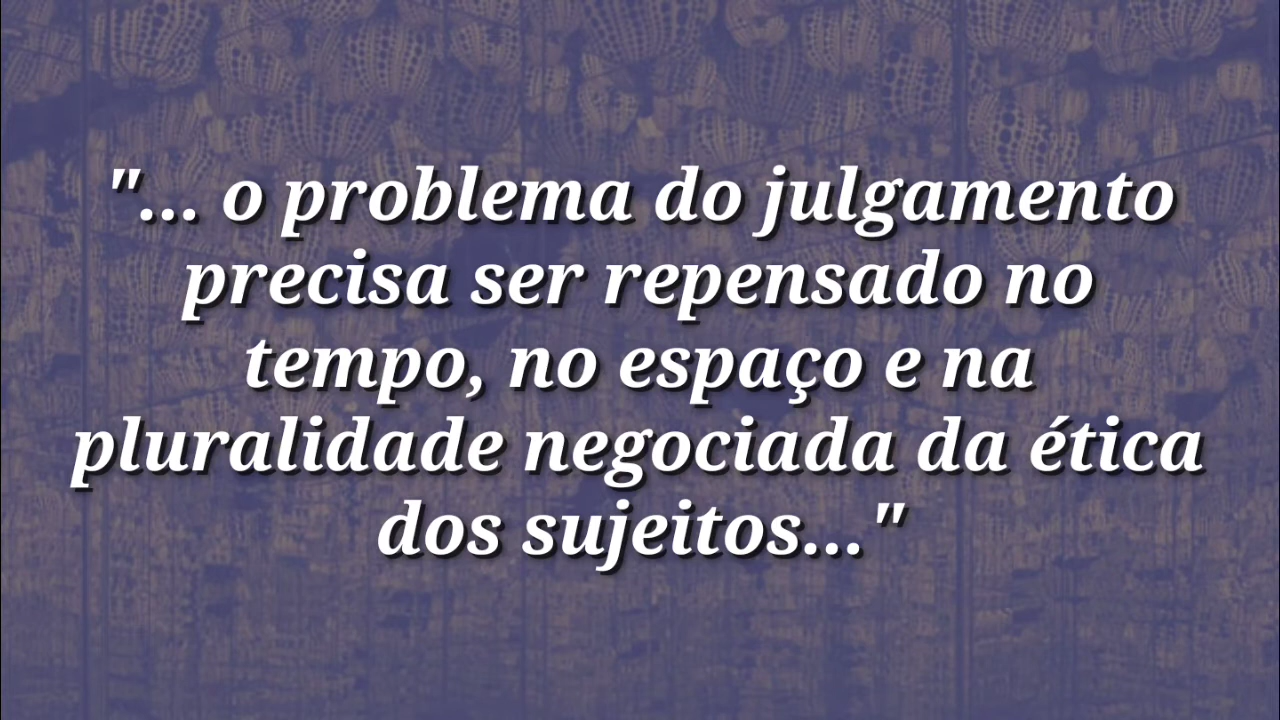 "... o problema do julgamento
precisa ser repensado no
tempo, no espaço e na
pluralidade negociada da ética
dos sujeitos..."